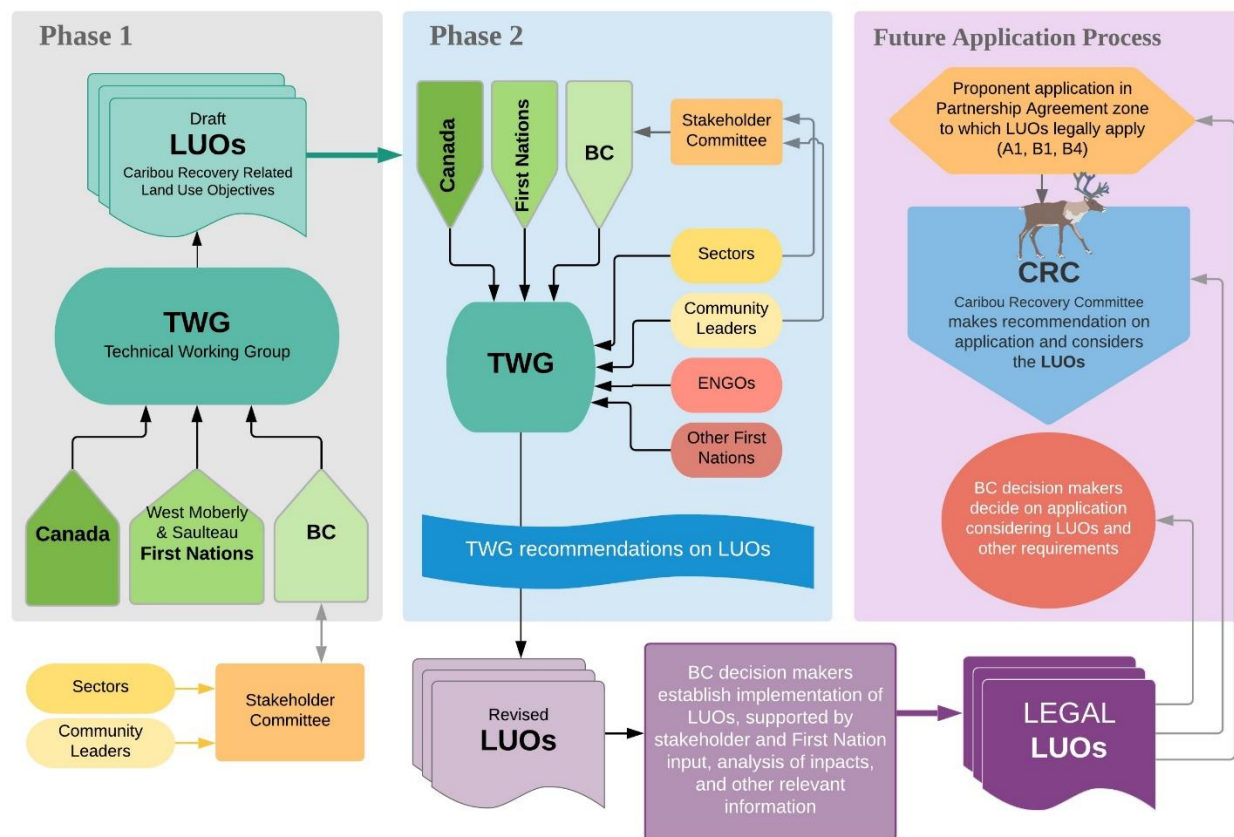 Phase 1
Draft
LUOs
Caribou Recovery Related
Land Use Objectives
TWG
Technical Working Group
Canada
West Moberly
& Saulteau
First Nations
BC
Sectors
Community
Leaders
Stakeholder
Committee
Phase 2
Canada
First Nations
BC
Stakeholder
Committee
Sectors
Community
Leaders
TWG
ENGOs
Other First
Nations
TWG recommendations on LUOs
Revised
LUOs
BC decision makers
establish implementation of
LUOs, supported by
stakeholder and First Nation
input, analysis of inpacts,
and other relevant
information
LEGAL
LUOs
Future Application Process
Proponent application in
Partnership Agreement zone
to which LUOs legally apply
(A1, B1, B4)
CRC
Caribou Recovery Committee
makes recommendation on
application and considers
the LUOs
BC decision makers
decide on application
considering LUOs and
other requirements